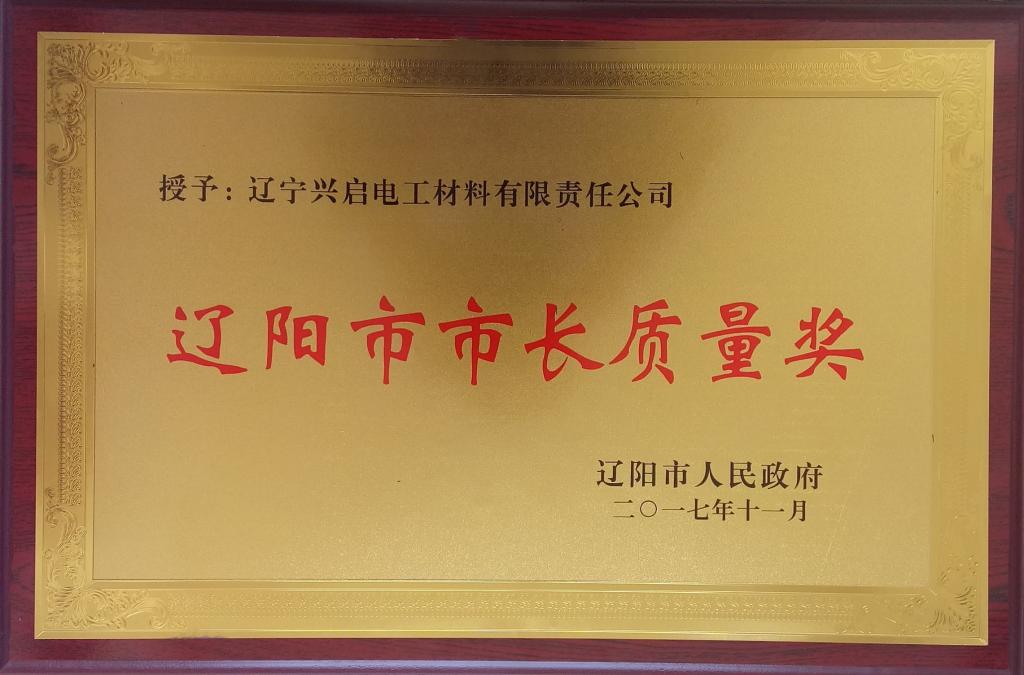 授予：辽宁兴启电工材料有限责任公司
辽阳市市长质量奖
辽阳市人民政府
二〇一七年十一月